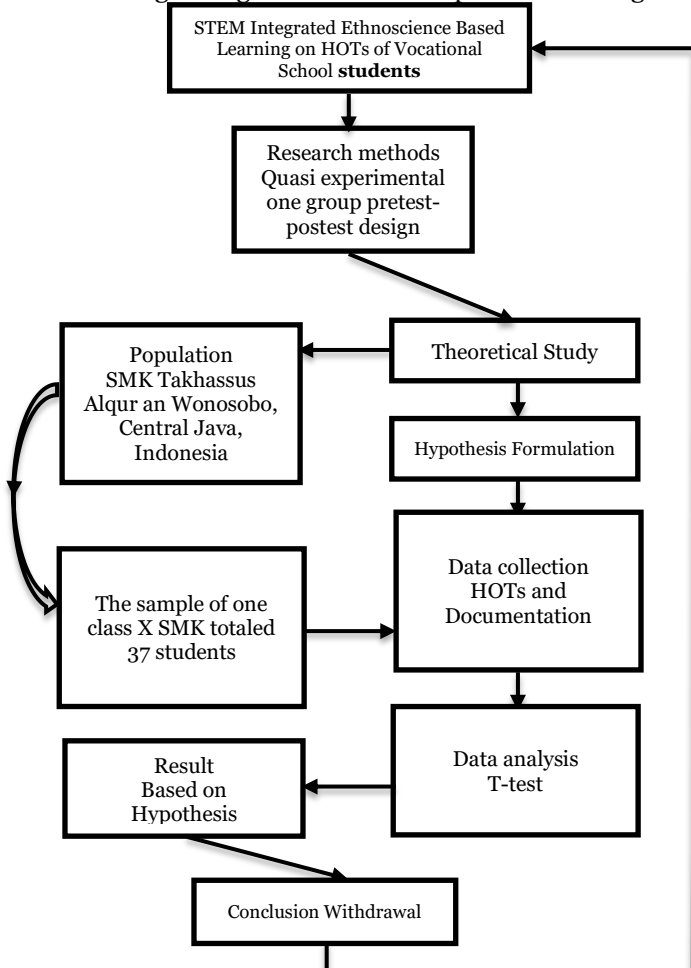 STEM Integrated Ethnoscience Based
Learning on HOTs of Vocational
School students
Research methods
Quasi experimental
one group pretest-
postest design
Theoretical Study
Population
SMK Takhassus
Alqur an Wonosobo,
Central Java,
Indonesia
Hypothesis Formulation
Data collection
HOTs and
Documentation
The sample of one
class X SMK totaled
37 students
Data analysis
T-test
Result
Based on
Hypothesis
Conclusion Withdrawal